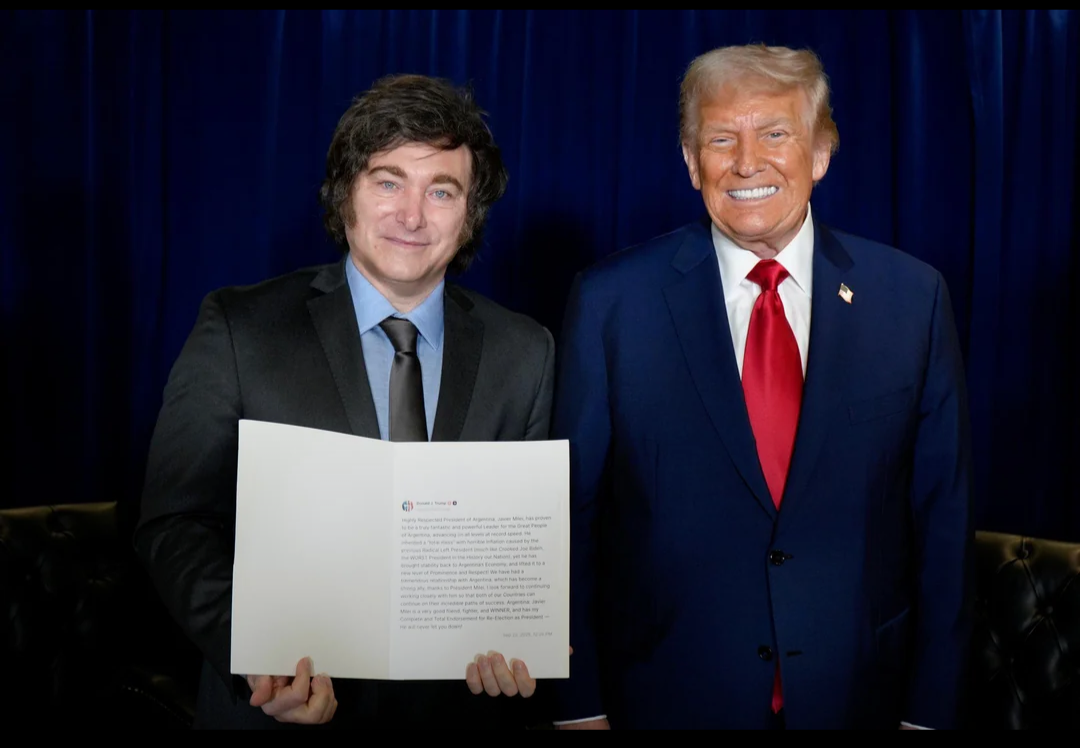 Donald J. Trump
Highly Respected President of Argentina, Javier Milei, has proven
to be a truly fantastic and powerful Leader for the Great People
of Argentina, advancing on all levels at record speed. He
inherited a "total mess" with horrible Inflation caused by the
previous Radical Left President (much like Crooked Joe Biden,
the WORST President in the History our Nation), yet he has
brought stability back to Argentina's Economy, and lifted it to a
new level of Prominence and Respect! We have had a
tremendous relationship with Argentina, which has become a
strong ally, thanks to President Milei. I look forward to continuing
working closely with him so that both of our Countries can
continue on their incredible paths of success. Argentina: Javier
Milei is a very good friend, fighter, and WINNER, and has my
Complete and Total Endorsement for Re-Election as President —
He will never let you down!